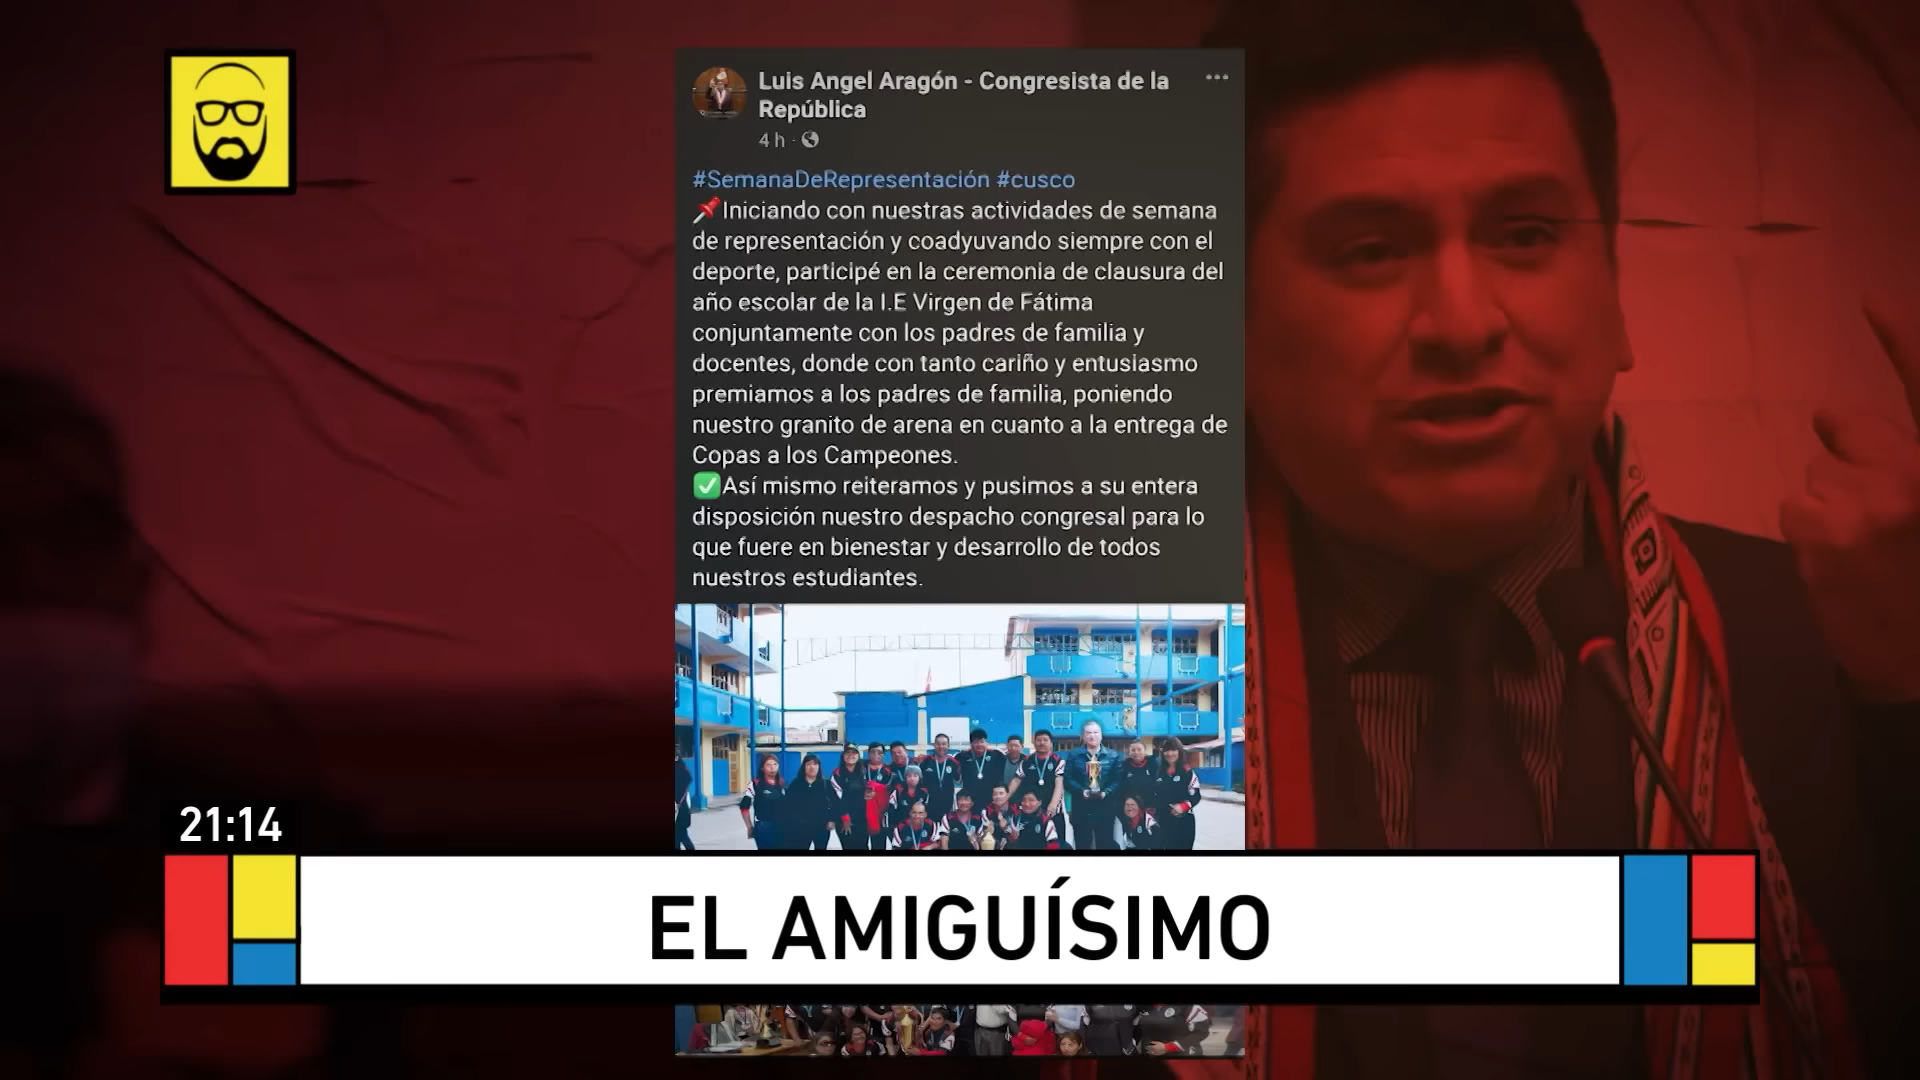 Luis Angel Aragón - Congresista de la
República
4 h
#SemanaDeRepresentación #cusco
Iniciando con nuestras actividades de semana
de representación y coadyuvando siempre con el
deporte, participé en la ceremonia de clausura del
año escolar de la I.E Virgen de Fátima
conjuntamente con los padres de familia y
docentes, donde con tanto cariño y entusiasmo
premiamos a los padres de familia, poniendo
nuestro granito de arena en cuanto a la entrega de
Copas a los Campeones.
Así mismo reiteramos y pusimos a su entera
disposición nuestro despacho congresal para lo
que fuere en bienestar y desarrollo de todos
nuestros estudiantes.
21:14
EL AMIGUÍSIMO